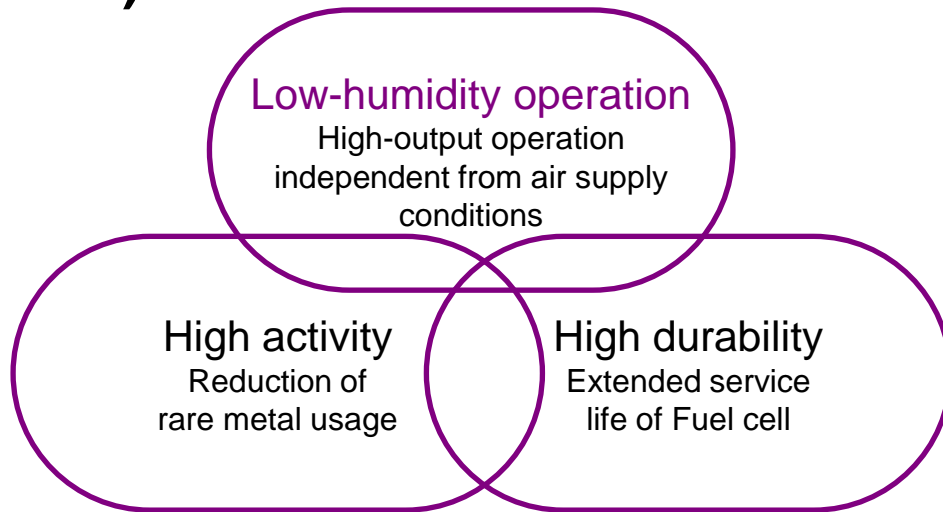 Low-humidity operation
High-output operation
independent from air supply
conditions
High activity
Reduction of
rare metal usage
High durability
Extended service
life of Fuel cell